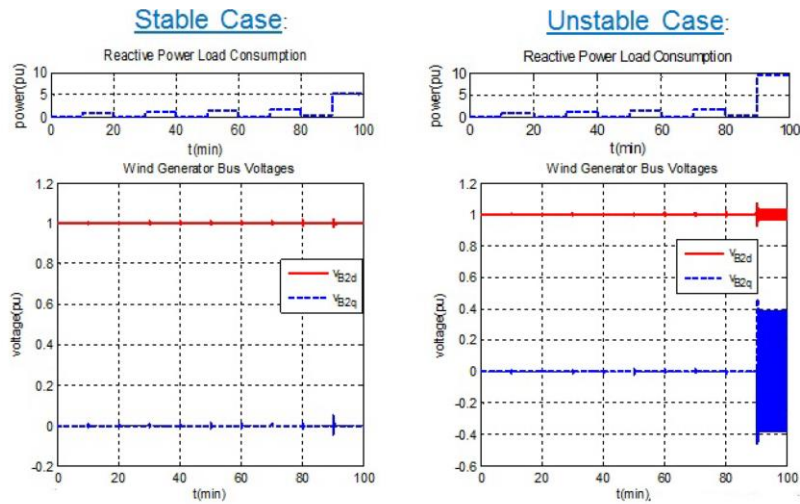 Stable Case:
Reactive Power Load Consumption
power(pu)
10
5
0
0 20 40 60 80 100
t(min)
Wind Generator Bus Voltages
voltage(pu)
1.2
1
0.8
0.6
0.4
0.2
0
-0.2
0 20 40 60 80 100
t(min)
VB2d
VB2q
Unstable Case:
Reactive Power Load Consumption
power(pu)
10
5
0
0 20 40 60 80 100
t(min)
Wind Generator Bus Voltages
voltage(pu)
1.2
1
0.8
0.6
0.4
0.2
0
-0.2
-0.4
-0.6
0 20 40 60 80 100
t(min)
VB2d
VB2q